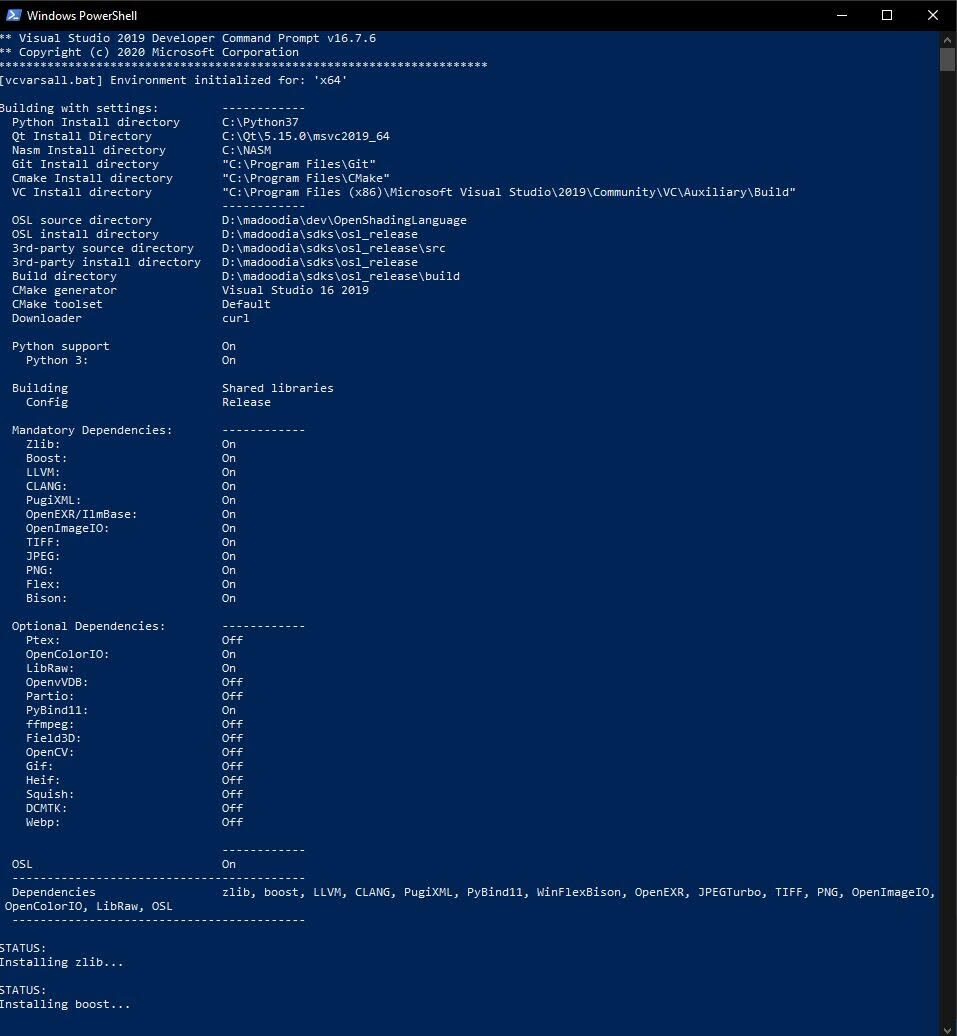 Windows PowerShell
** Visual Studio 2019 Developer Command Prompt v16.7.6
** Copyright (c) 2020 Microsoft Corporation
**********************************************************************
[vcvarsall.bat] Environment initialized for: 'x64'
Building with settings: ------------
Python Install directory C:\Python37
Qt Install Directory C:\Qt\5.15.0\msvc2019_64
Nasm Install directory C:\NASM
Git Install directory "C:\Program Files\Git"
Cmake Install directory "C:\Program Files\CMake"
VC Install directory "C:\Program Files (x86)\Microsoft Visual Studio\2019\Community\VC\Auxiliary\Build"
------------
OSL source directory D:\madoodia\dev\OpenShadingLanguage
OSL install directory D:\madoodia\sdks\osl_release
3rd-party source directory D:\madoodia\sdks\osl_release\src
3rd-party install directory D:\madoodia\sdks\osl_release
Build directory D:\madoodia\sdks\osl_release\build
CMake generator Visual Studio 16 2019
CMake toolset Default
Downloader curl
Python support On
Python 3: On
Building Shared libraries
Config Release
Mandatory Dependencies: ------------
Zlib: On
Boost: On
LLVM: On
CLANG: On
PugiXML: On
OpenEXR/IlmBase: On
OpenImageIO: On
TIFF: On
JPEG: On
PNG: On
Flex: On
Bison: On
Optional Dependencies: ------------
Ptex: Off
OpenColorIO: On
LibRaw: On
OpenvVDB: Off
Partio: Off
PyBind11: On
ffmpeg: Off
Field3D: Off
OpenCV: Off
Gif: Off
Heif: Off
Squish: Off
DCMTK: Off
Webp: Off
------------
OSL On
------------------------------------------
Dependencies zlib, boost, LLVM, CLANG, PugiXML, PyBind11, WinFlexBison, OpenEXR, JPEGTurbo, TIFF, PNG, OpenImageIO,
OpenColorIO, LibRaw, OSL
------------------------------------------
STATUS:
Installing zlib...
STATUS:
Installing boost...